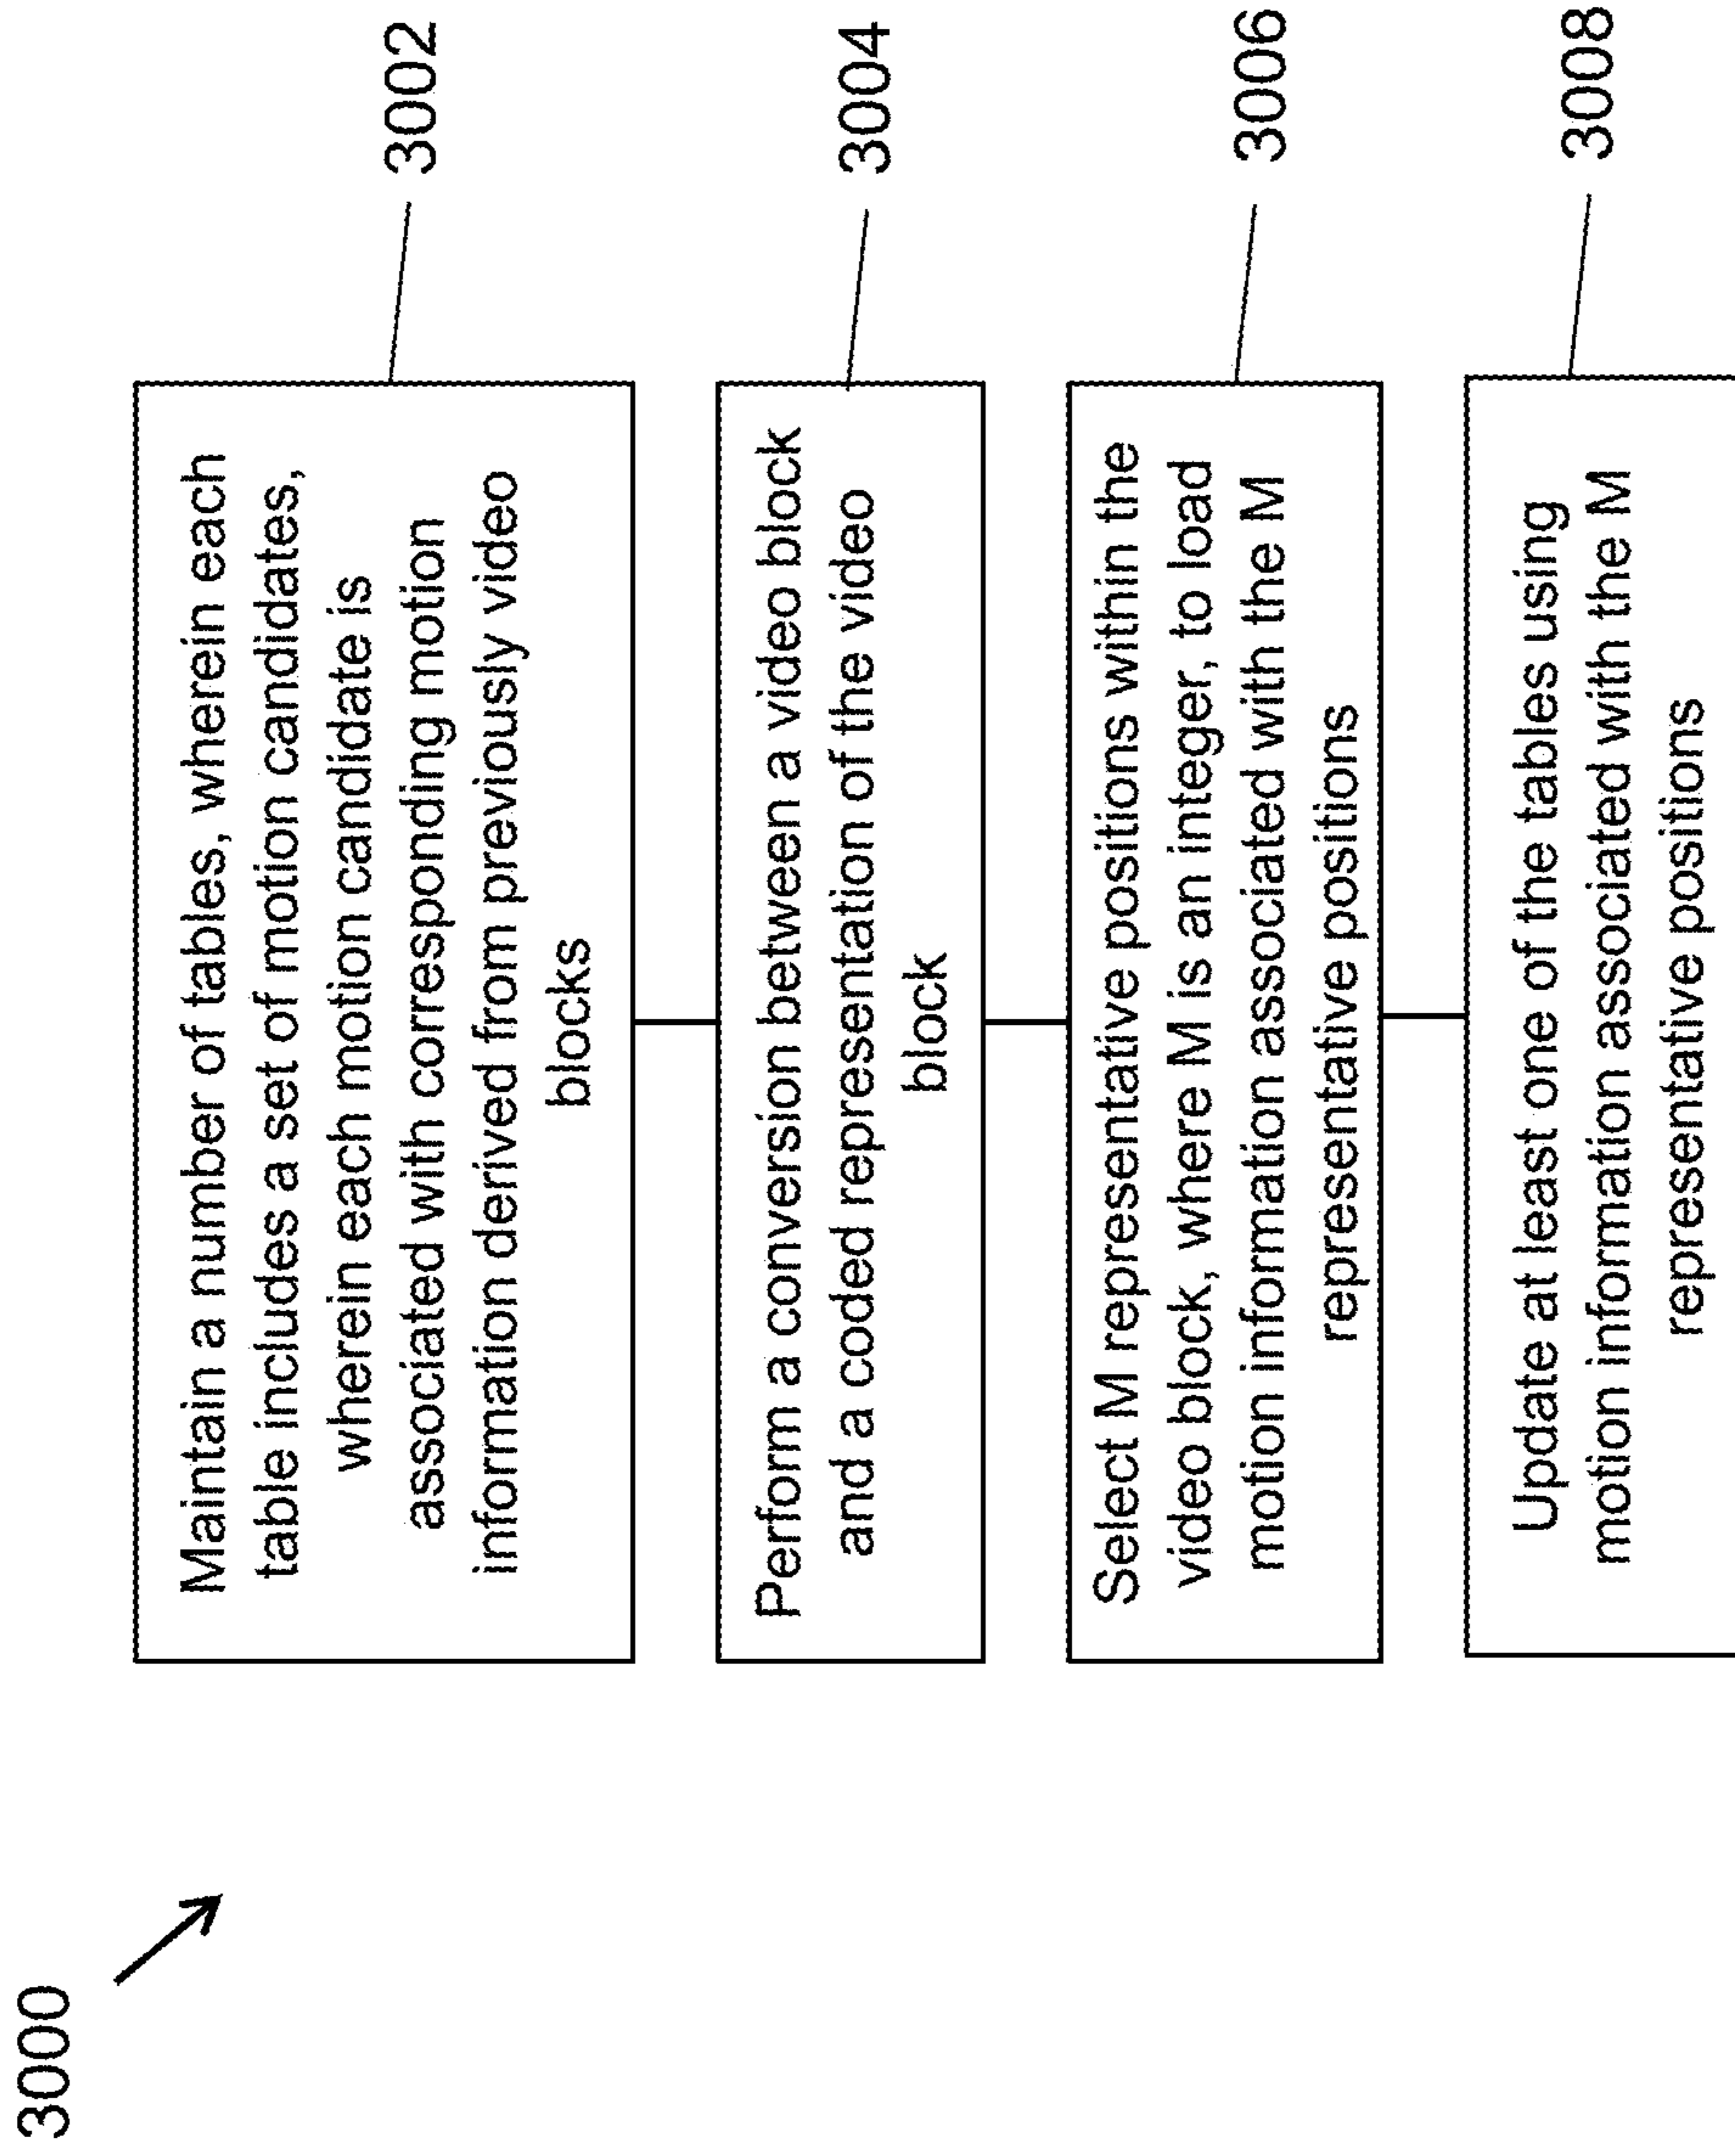 3000
Maintain a number of tables, wherein each
table includes a set of motion candidates,
wherein each motion candidate is
associated with corresponding motion
information derived from previously video
blocks
3002
Perform a conversion between a video block
and a coded representation of the video
block
3004
Select M representative positions within the
video block, where M is an integer, to load
motion information associated with the M
representative positions
3006
Update at least one of the tables using
motion information associated with the M
representative positions
3008